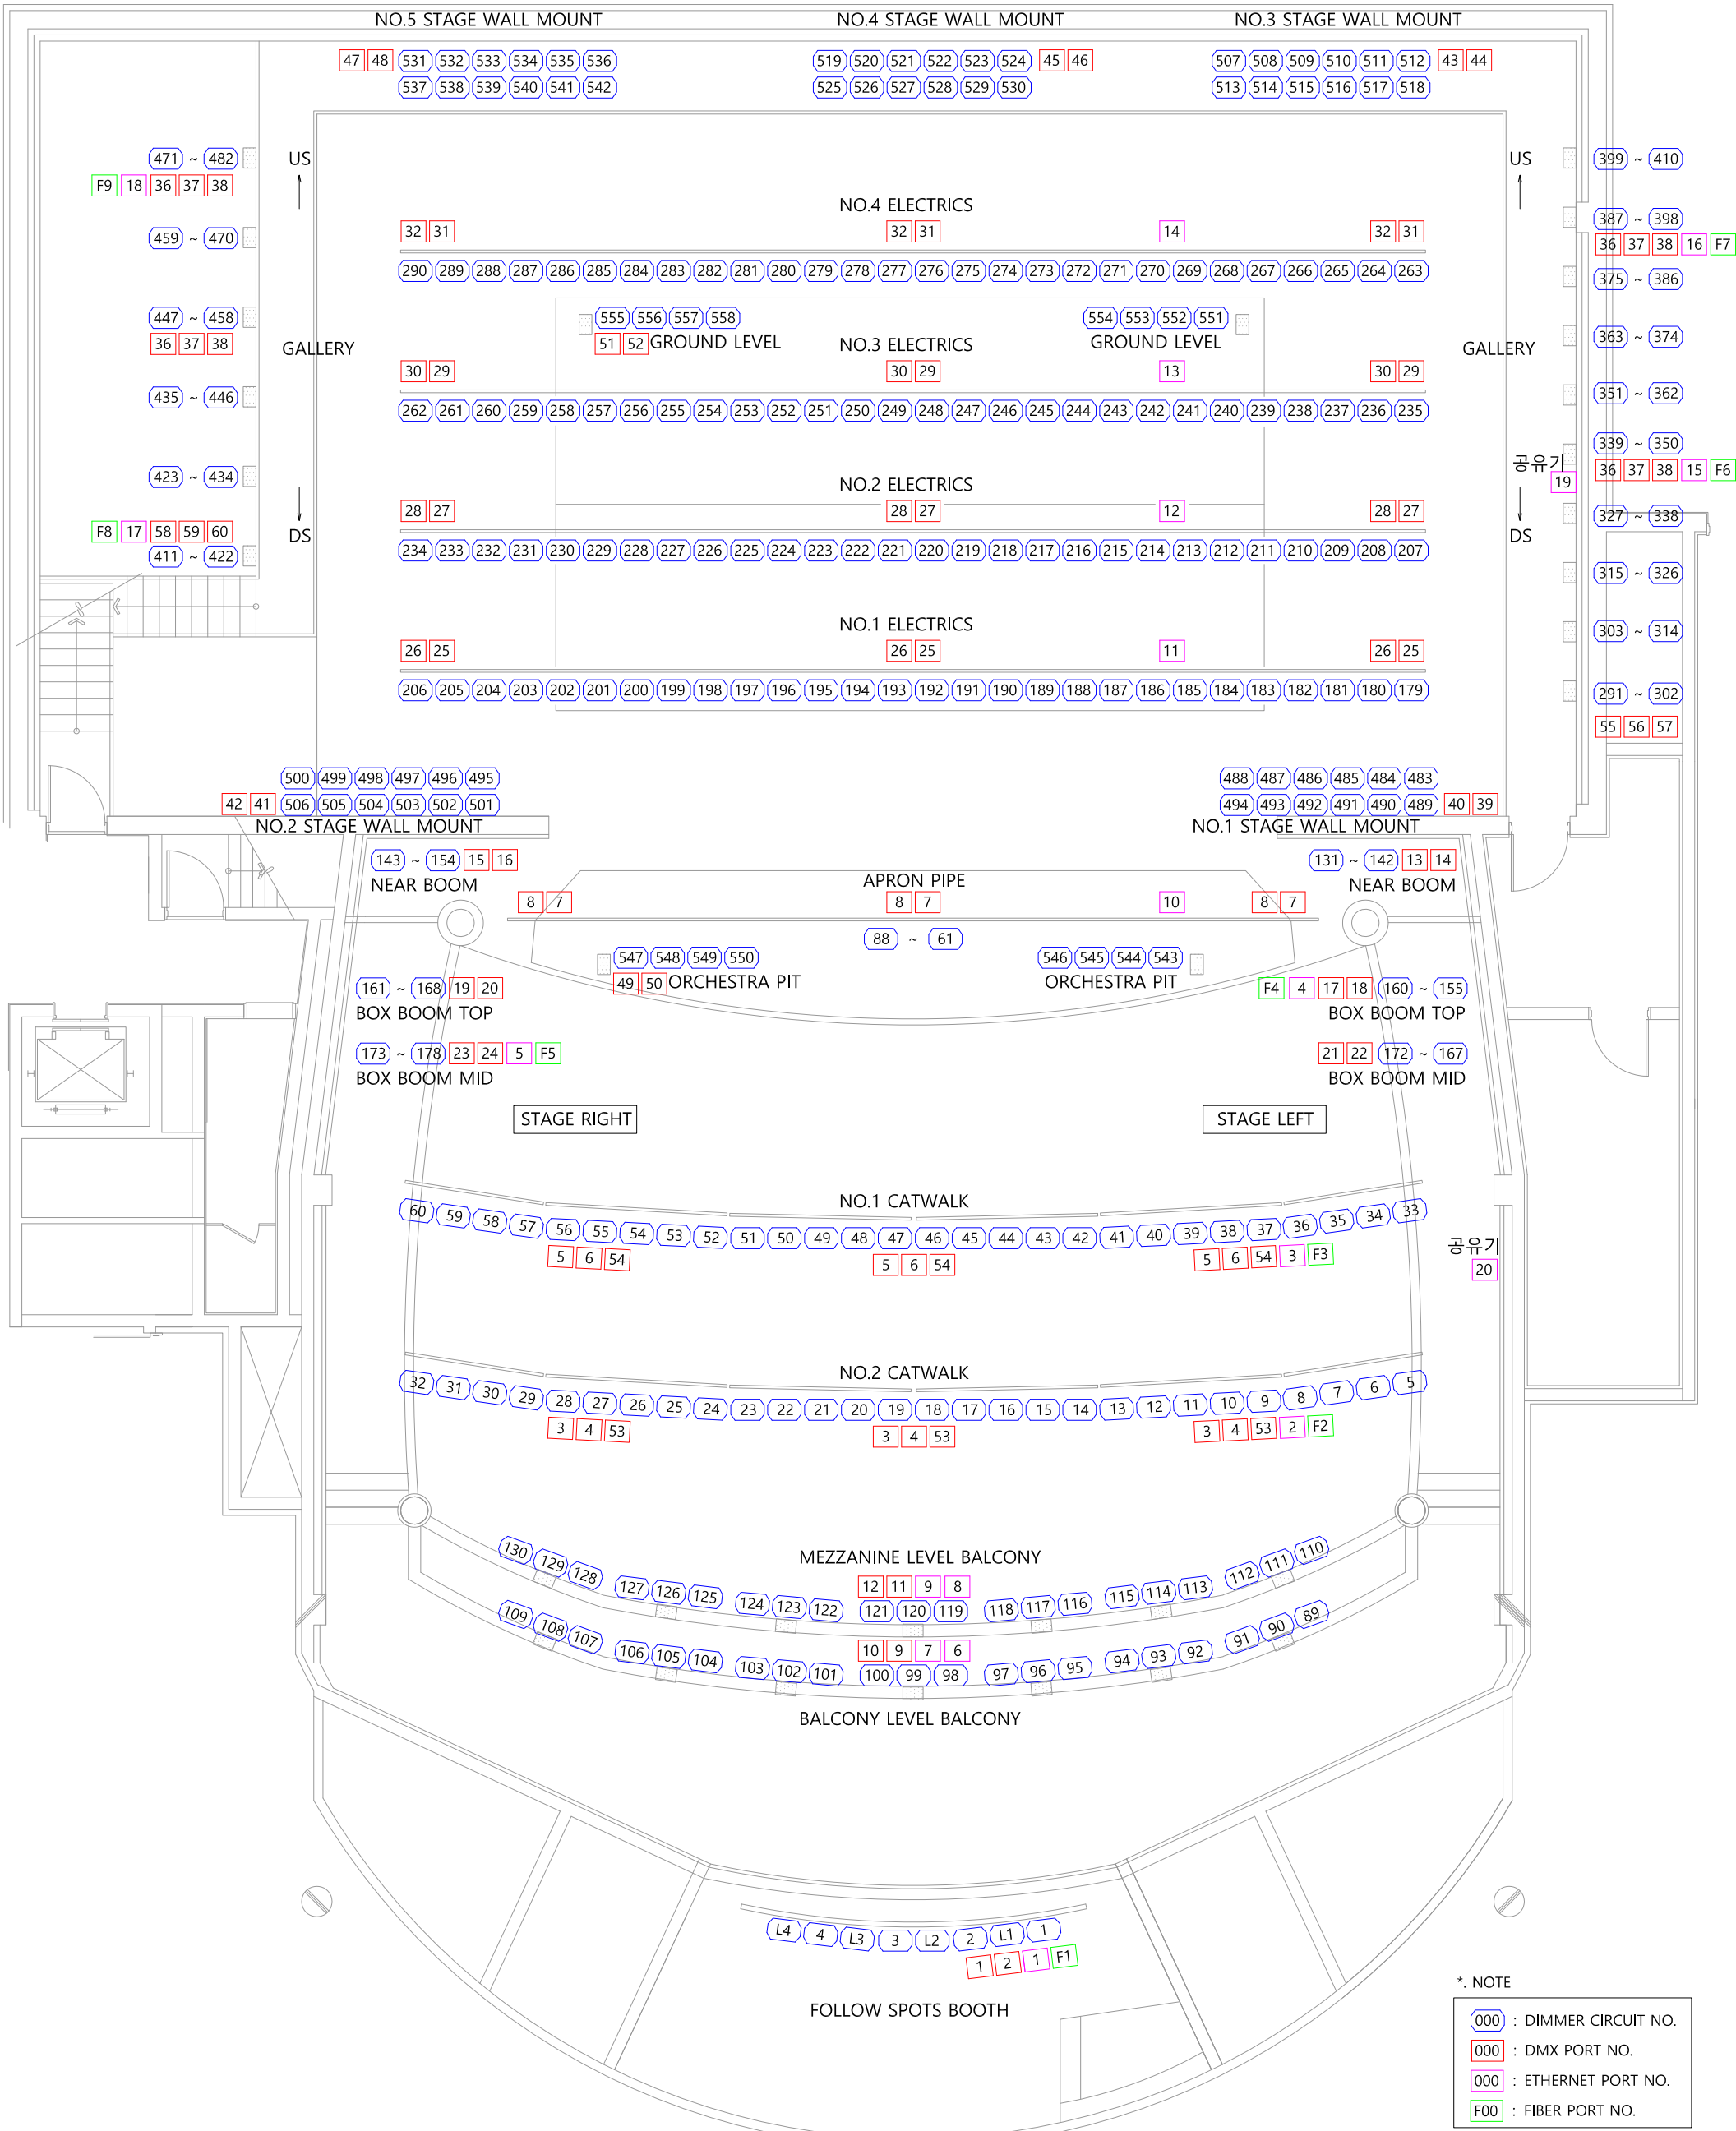 NO.5 STAGE WALL MOUNT
NO.4 STAGE WALL MOUNT
NO.3 STAGE WALL MOUNT
47 48 531 532 533 534 535 536
519 520 521 522 523 524 45 46
507 508 509 510 511 512 43 44
537 538 539 540 541 542
525 526 527 528 529 530
513 514 515 516 517 518
471 ~ 482
US
US
399 ~ 410
F9 18 36 37 38
NO.4 ELECTRICS
387 ~ 398
459 ~ 470
32 31
32 31
14
32 31
36 37 38 16 F7
290 289 288 287 286 285 284 283 282 281 280 279 278 277 276 275 274 273 272 271 270 269 268 267 266 265 264 263
375 ~ 386
447 ~ 458
555 556 557 558
554 553 552 551
36 37 38
51 52 GROUND LEVEL
GROUND LEVEL
363 ~ 374
GALLERY
NO.3 ELECTRICS
GALLERY
30 29
30 29
13
30 29
435 ~ 446
351 ~ 362
262 261 260 259 258 257 256 255 254 253 252 251 250 249 248 247 246 245 244 243 242 241 240 239 238 237 236 235
339 ~ 350
공유기
36 37 38 15 F6
423 ~ 434
NO.2 ELECTRICS
19
28 27
28 27
12
28 27
327 ~ 338
F8 17 58 59 60
DS
DS
411 ~ 422
234 233 232 231 230 229 228 227 226 225 224 223 222 221 220 219 218 217 216 215 214 213 212 211 210 209 208 207
315 ~ 326
NO.1 ELECTRICS
303 ~ 314
26 25
26 25
11
26 25
206 205 204 203 202 201 200 199 198 197 196 195 194 193 192 191 190 189 188 187 186 185 184 183 182 181 180 179
291 ~ 302
55 56 57
500 499 498 497 496 495
488 487 486 485 484 483
42 41 506 505 504 503 502 501
494 493 492 491 490 489 40 39
NO.2 STAGE WALL MOUNT
NO.1 STAGE WALL MOUNT
143 ~ 154 15 16
131 ~ 142 13 14
NEAR BOOM
APRON PIPE
NEAR BOOM
8 7
8 7
10
8 7
88 ~ 61
547 548 549 550
546 545 544 543
49 50 ORCHESTRA PIT
ORCHESTRA PIT
161 ~ 168 19 20
F4 4 17 18 160 ~ 155
BOX BOOM TOP
BOX BOOM TOP
173 ~ 178 23 24 5 F5
21 22 172 ~ 167
BOX BOOM MID
BOX BOOM MID
STAGE RIGHT
STAGE LEFT
NO.1 CATWALK
60 59 58 57 56 55 54 53 52 51 50 49 48 47 46 45 44 43 42 41 40 39 38 37 36 35 34 33
5 6 54
5 6 54
5 6 54 3 F3
공유기
20
NO.2 CATWALK
32 31 30 29 28 27 26 25 24 23 22 21 20 19 18 17 16 15 14 13 12 11 10 9 8 7 6 5
3 4 53
3 4 53
3 4 53 2 F2
MEZZANINE LEVEL BALCONY
12 11 9 8
130 129 128 127 126 125 124 123 122 121 120 119 118 117 116 115 114 113 112 111 110
10 9 7 6
109 108 107 106 105 104 103 102 101 100 99 98 97 96 95 94 93 92 91 90 89
BALCONY LEVEL BALCONY
L4 4 L3 3 L2 2 L1 1
1 2 1 F1
FOLLOW SPOTS BOOTH
*. NOTE
000 : DIMMER CIRCUIT NO.
000 : DMX PORT NO.
000 : ETHERNET PORT NO.
F00 : FIBER PORT NO.